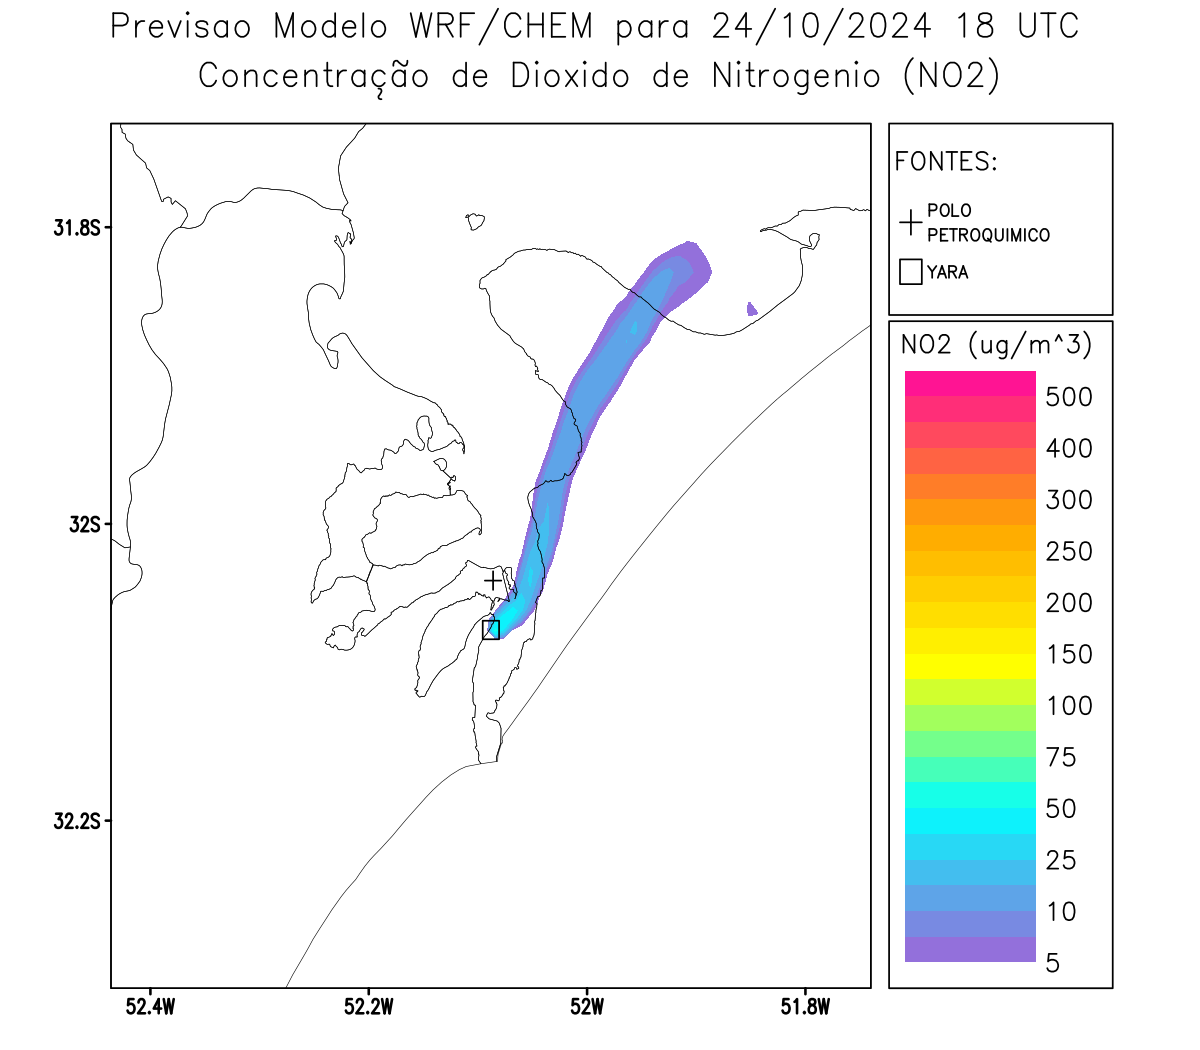 Previsao Modelo WRF/CHEM para 24/10/2024 18 UTC
Concentração de Dioxido de Nitrogenio (NO2)
FONTES:
POLO
PETROQUIMICO
YARA
31.8S
32S
32.2S
52.4W
52.2W
52W
51.8W
NO2 (ug/m^3)
500
400
300
250
200
150
100
75
50
25
10
5